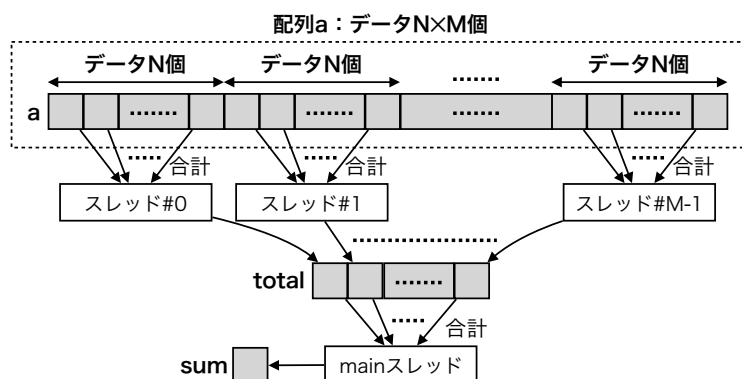 配列a：データN×M個
データN個 データN個 ……. データN個
a ……. ……. ……. …….
….. 合計 ….. 合計 ….. 合計
スレッド#0 スレッド#1 スレッド#M-1
…………………………
total …….
….. 合計
sum mainスレッド